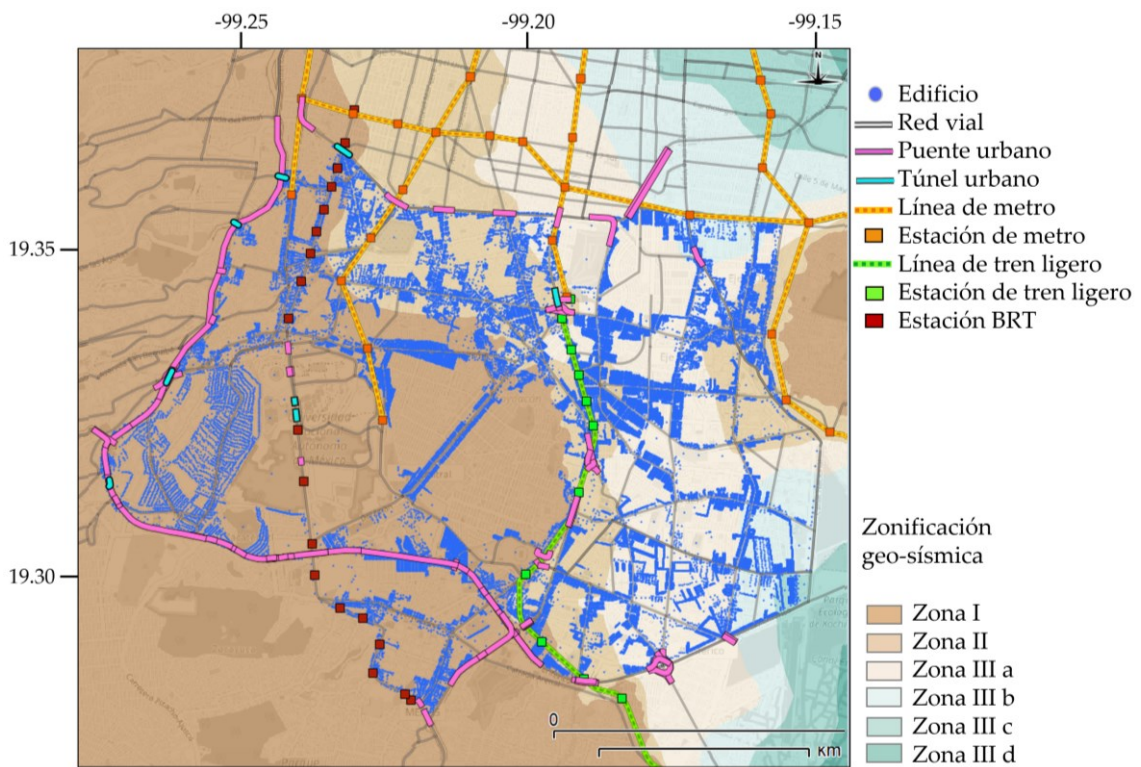 -99.25
-99.20
-99.15
N
19.35
19.30
0
km
Edificio
Red vial
Puente urbano
Túnel urbano
Línea de metro
Estación de metro
Línea de tren ligero
Estación de tren ligero
Estación BRT
Zonificación
geo-sísmica
Zona I
Zona II
Zona III a
Zona III b
Zona III c
Zona III d